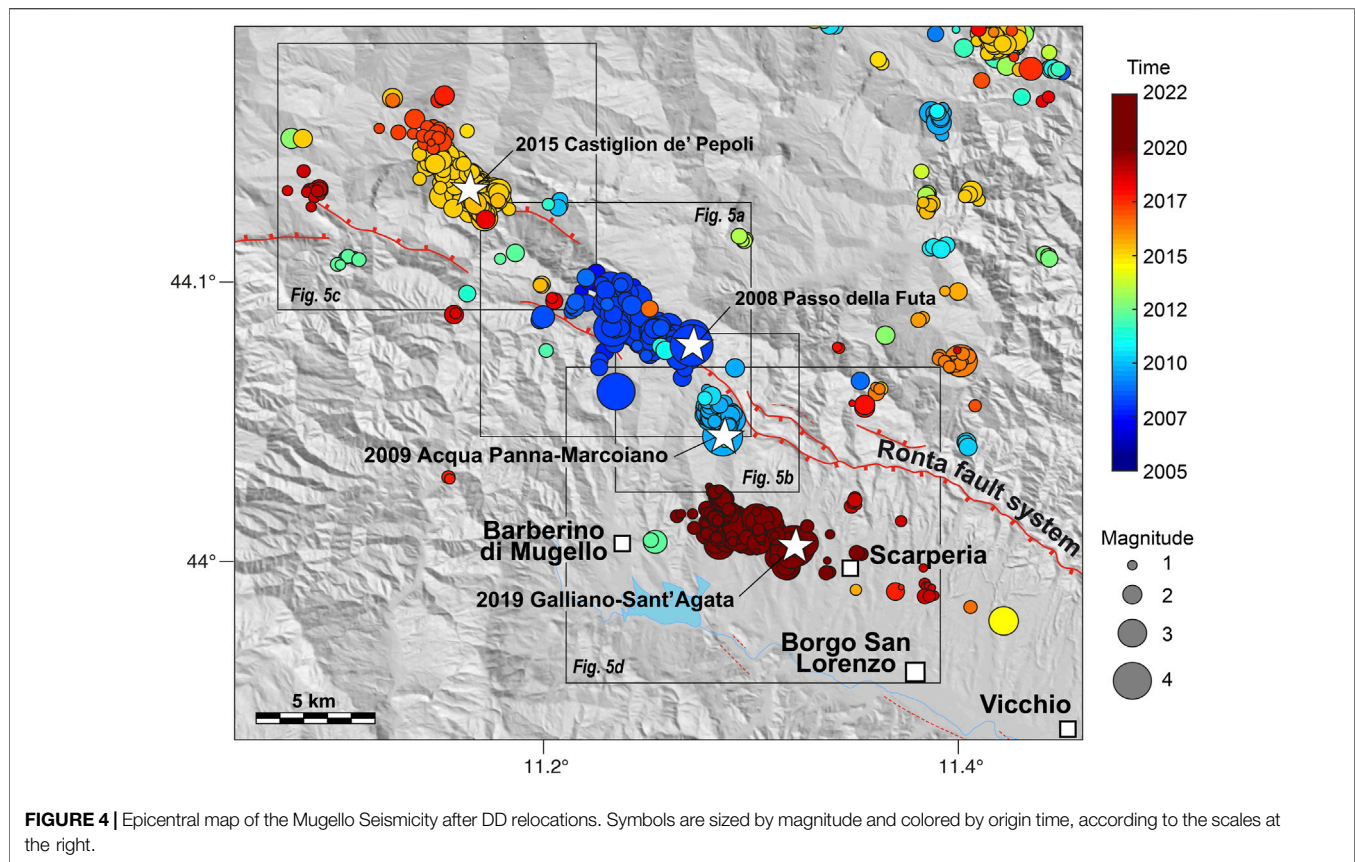 2015 Castiglion de' Pepoli
Fig. 5a
44.1°
Fig. 5c
2008 Passo della Futa
2009 Acqua Panna-Marcoiano
Fig. 5b
Ronta fault system
Barberino
di Mugello
44°
Scarperia
2019 Galliano-Sant'Agata
Borgo San
Lorenzo
Fig. 5d
5 km
Vicchio
11.2°
11.4°
Time
2022
2020
2017
2015
2012
2010
2007
2005
Magnitude
1
2
3
4
FIGURE 4 | Epicentral map of the Mugello Seismicity after DD relocations. Symbols are sized by magnitude and colored by origin time, according to the scales at
the right.